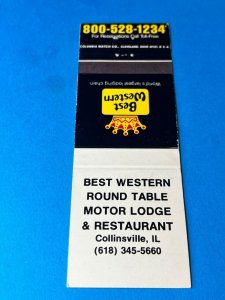 800-528-1234
For Reservations Call Toll-Free
COLUMBIA MATCH CO., CLEVELAND, OHIO 44101 U.S.A.
World's largest lodging chain
Best
Western
BEST WESTERN
ROUND TABLE
MOTOR LODGE
& RESTAURANT
Collinsville, IL
(618) 345-5660